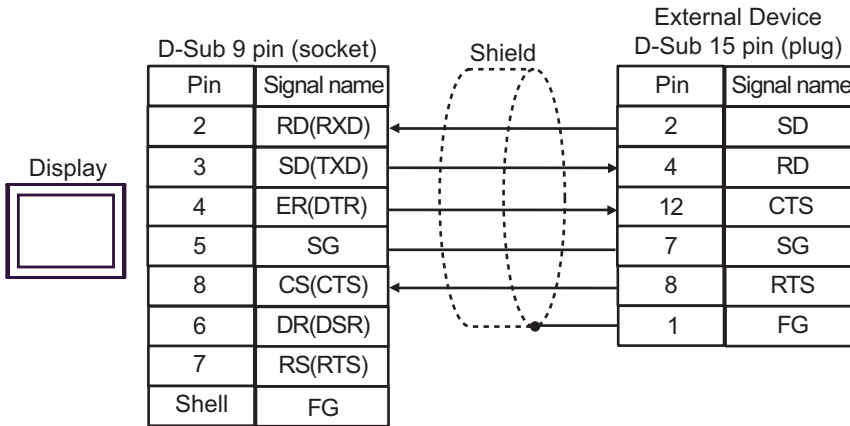 External Device
D-Sub 9 pin (socket) Shield D-Sub 15 pin (plug)
Pin Signal name Pin Signal name
2 RD(RXD) 2 SD
Display 3 SD(TXD) 4 RD
4 ER(DTR) 12 CTS
5 SG 7 SG
8 CS(CTS) 8 RTS
6 DR(DSR) 1 FG
7 RS(RTS)
Shell FG